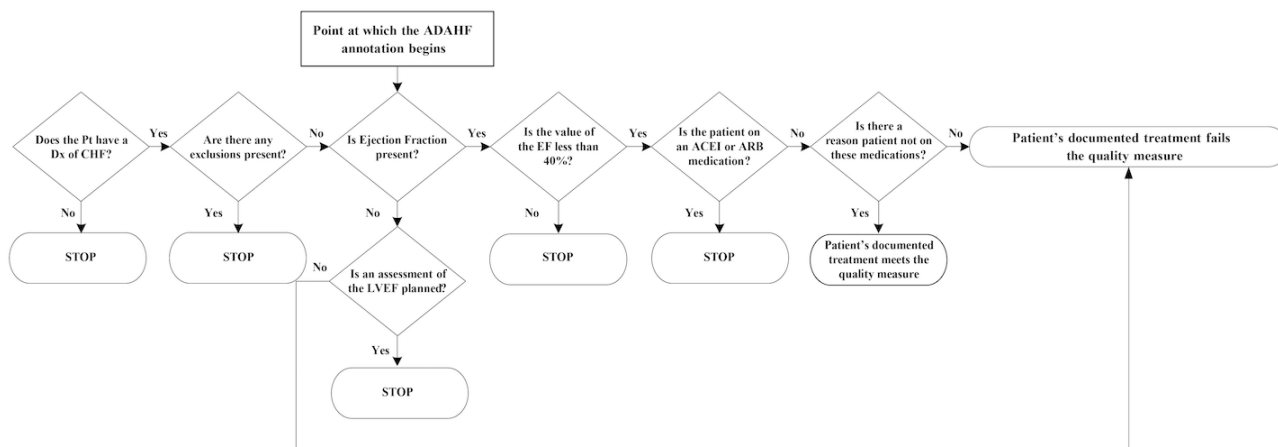 Point at which the ADAHF
annotation begins
Does the Pt have a
Dx of CHF?
Yes
No
STOP
Are there any
exclusions present?
No
Yes
STOP
Is Ejection Fraction
present?
Yes
No
Is an assessment of
the LVEF planned?
No
Yes
STOP
Is the value of
the EF less than
40%?
Yes
No
STOP
Is the patient on
an ACEI or ARB
medication?
No
Yes
STOP
Is there a
reason patient not on
these medications?
No
Yes
Patient's documented
treatment meets the
quality measure
Patient's documented treatment fails
the quality measure